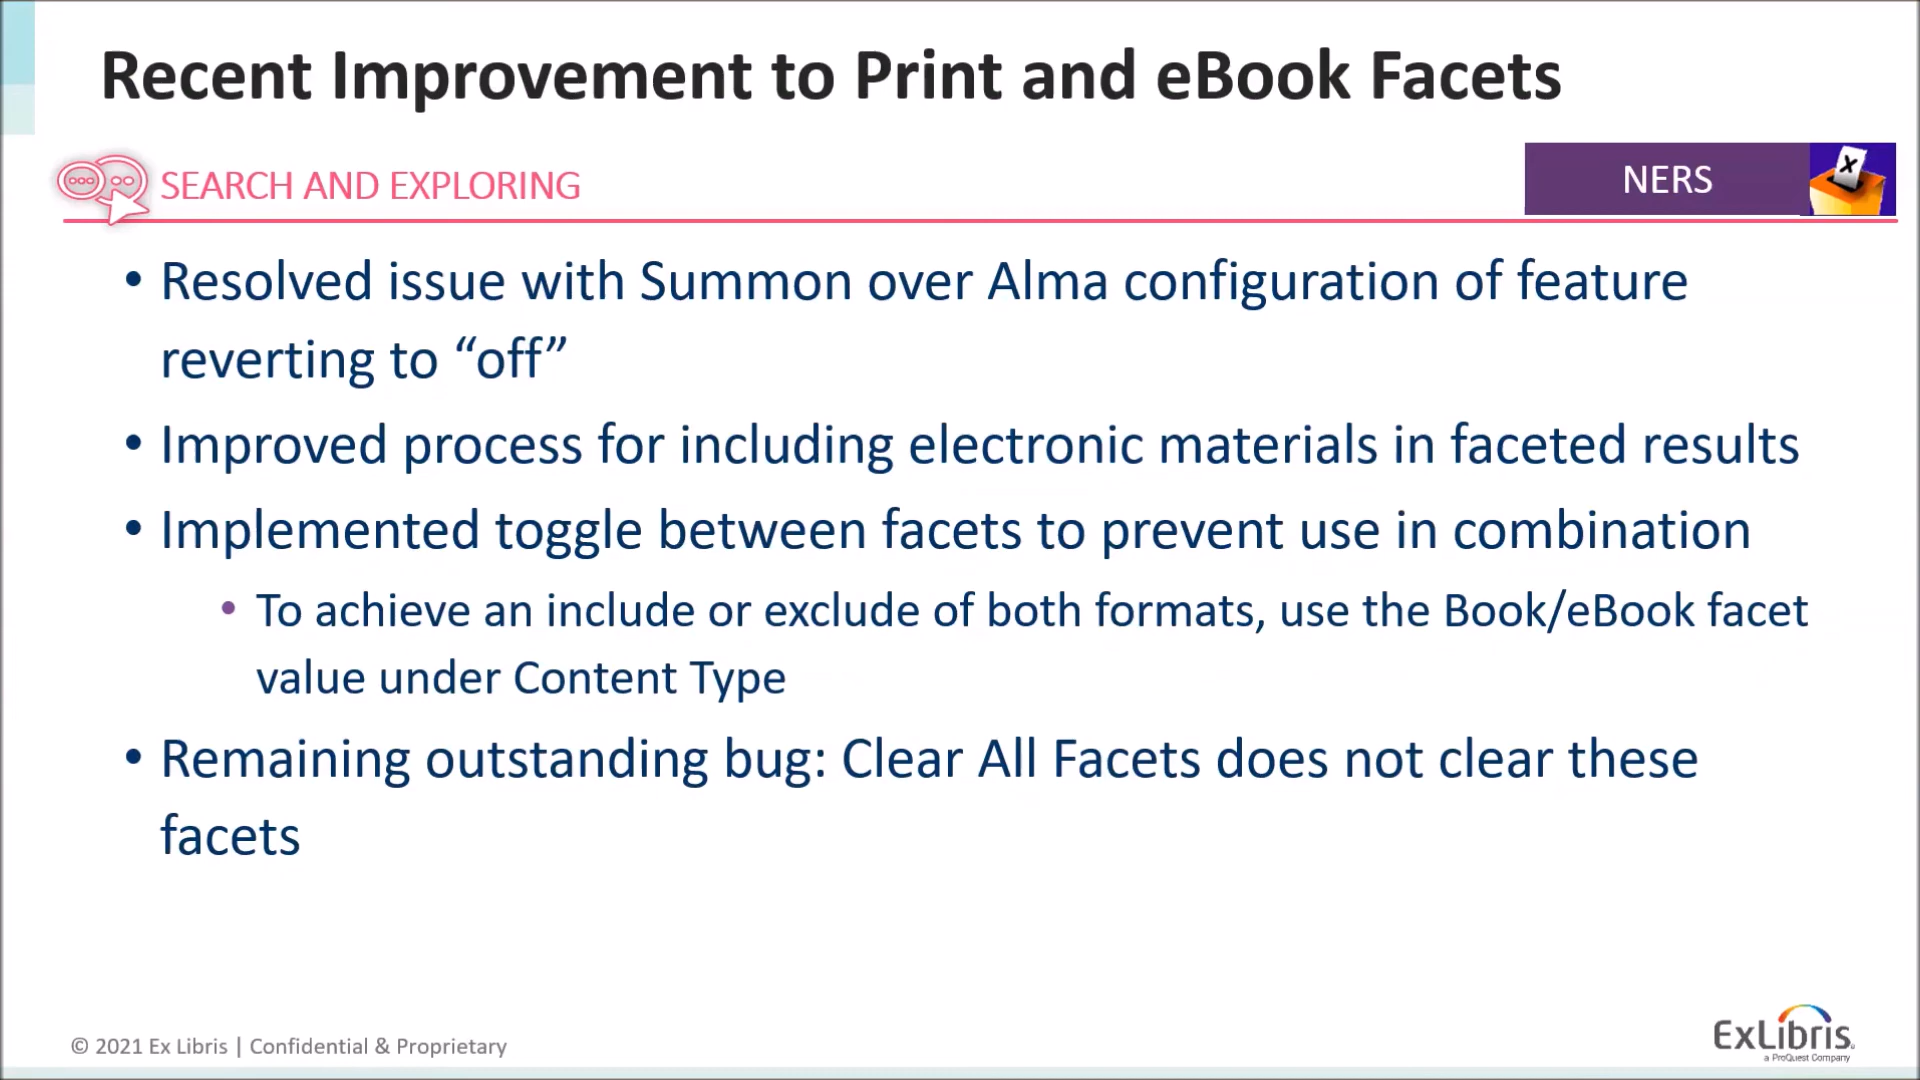 Recent Improvement to Print and eBook Facets
SEARCH AND EXPLORING
NERS
X
• Resolved issue with Summon over Alma configuration of feature
reverting to “off”
• Improved process for including electronic materials in faceted results
• Implemented toggle between facets to prevent use in combination
• To achieve an include or exclude of both formats, use the Book/eBook facet
value under Content Type
• Remaining outstanding bug: Clear All Facets does not clear these
facets
© 2021 Ex Libris | Confidential & Proprietary
ExLibris
a ProQuest Company